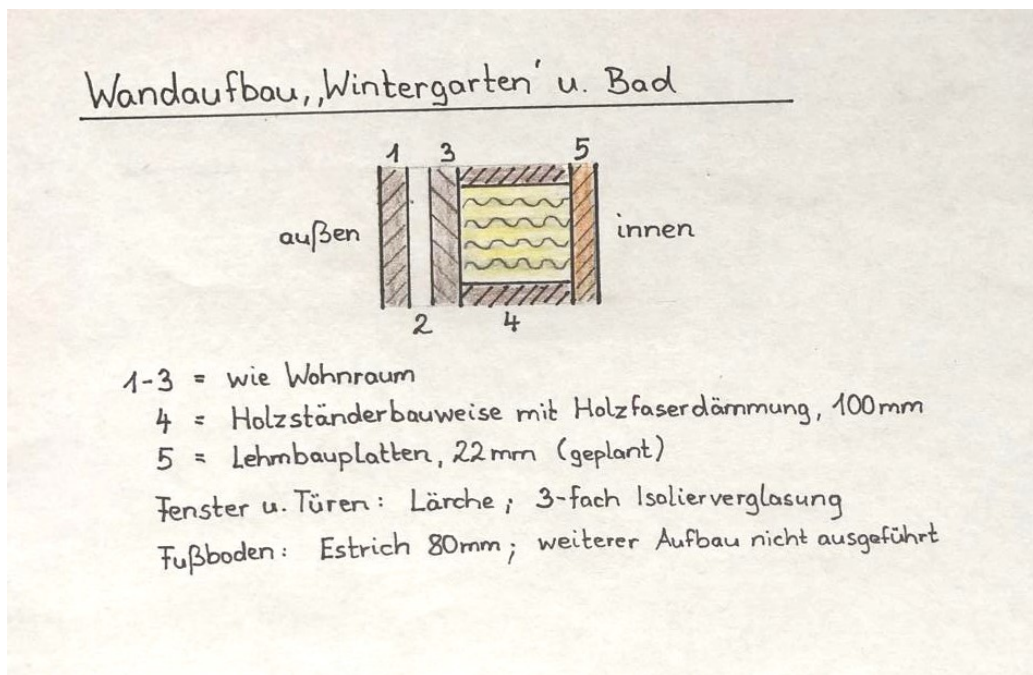 Wandaufbau „Wintergarten' u. Bad
1 3 5
außen innen
2 4
1-3 = wie Wohnraum
4 = Holzständerbauweise mit Holzfaserdämmung, 100mm
5 = Lehmbauplatten, 22mm (geplant)
Fenster u. Türen: Lärche; 3-fach Isolierverglasung
Fußboden: Estrich 80mm; weiterer Aufbau nicht ausgeführt